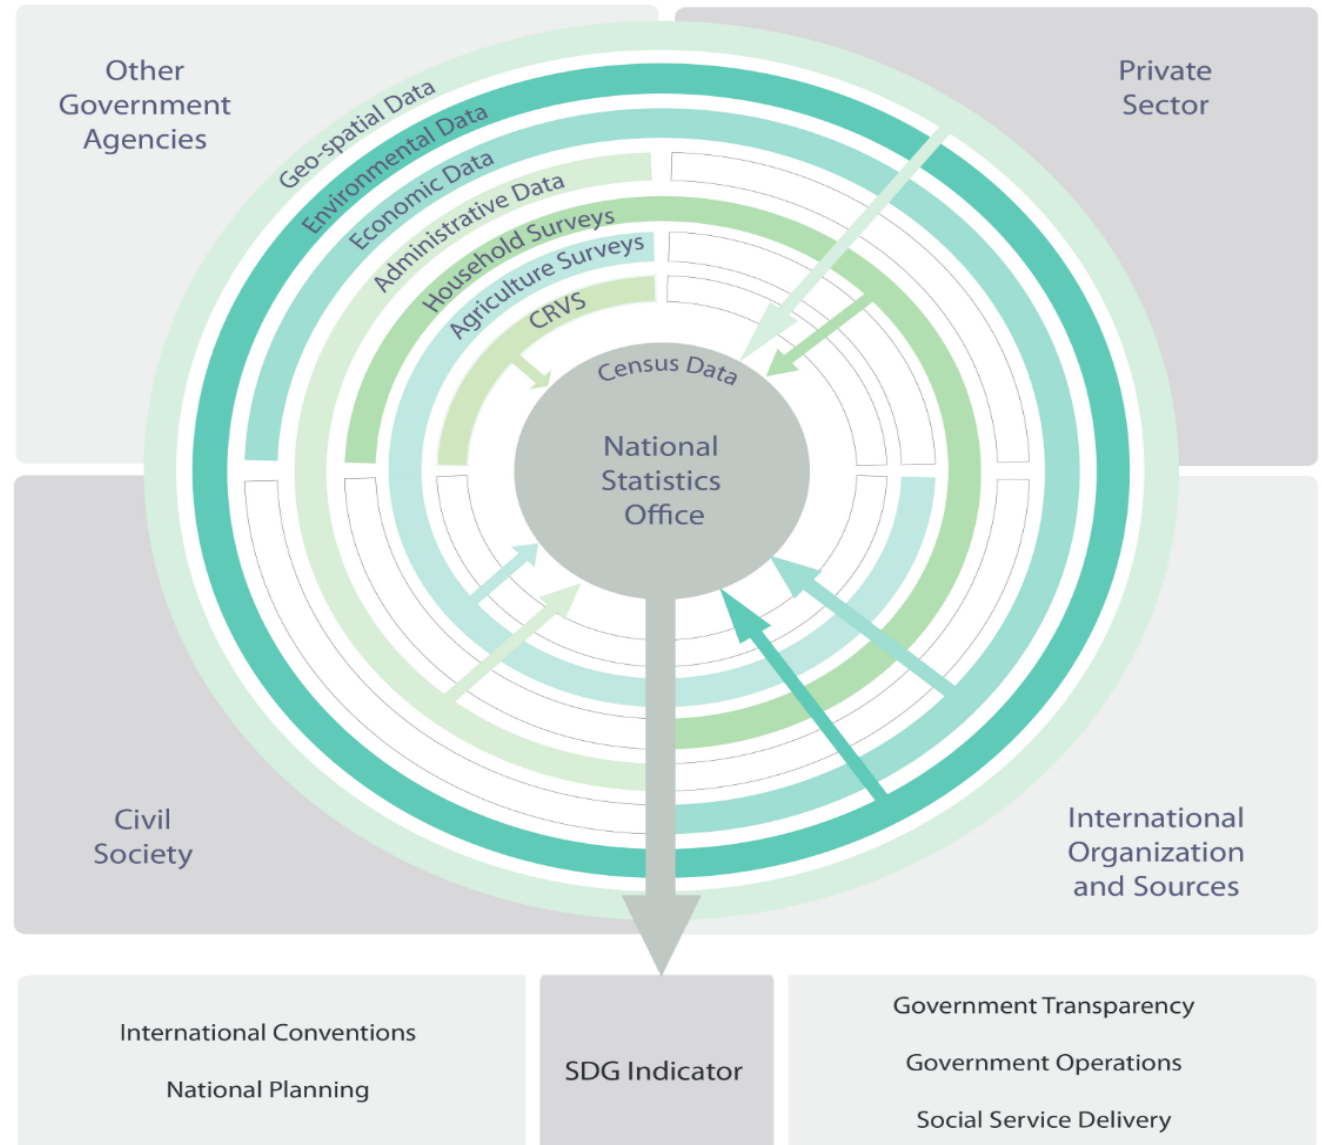 Other
Government
Agencies
Private
Sector
Geo-spatial Data
Environmental Data
Economic Data
Administrative Data
Household Surveys
Agriculture Surveys
CRVS
Census Data
National
Statistics
Office
Civil
Society
International
Organization
and Sources
International Conventions
National Planning
SDG Indicator
Government Transparency
Government Operations
Social Service Delivery